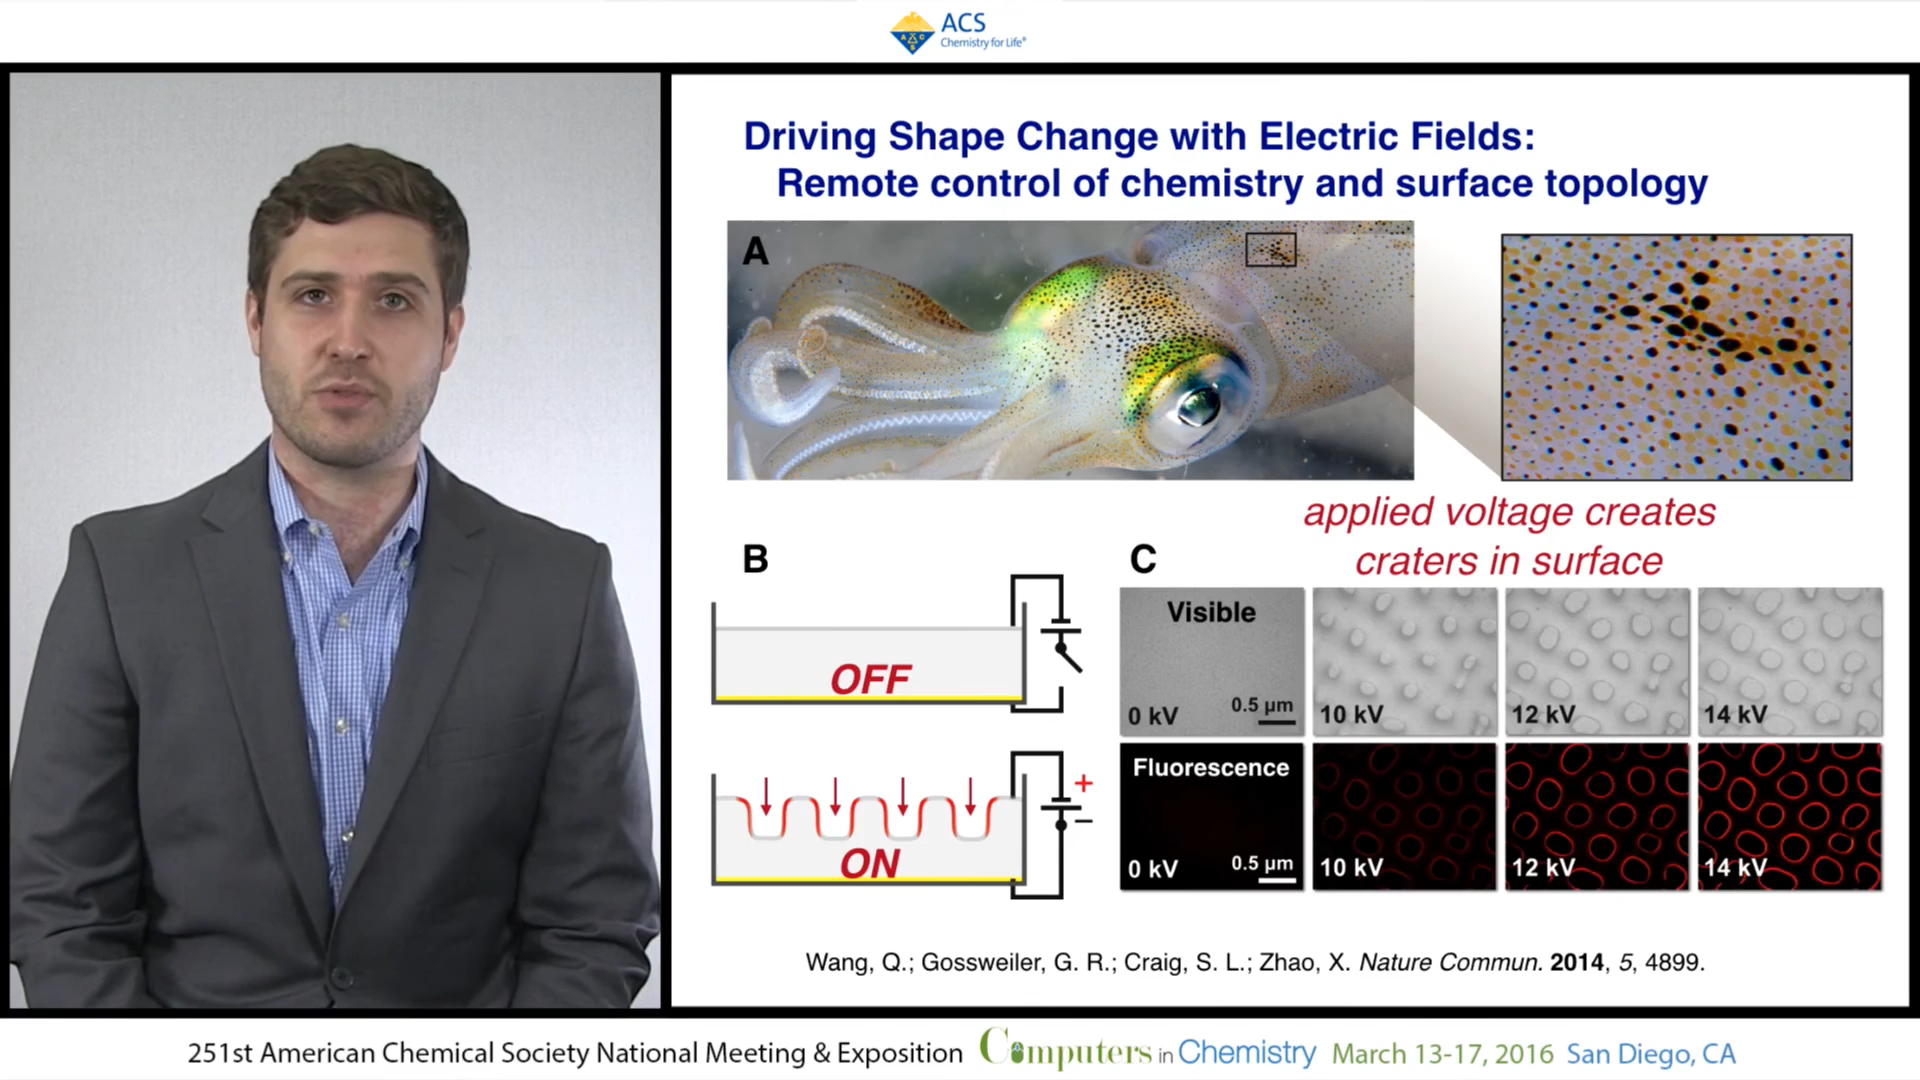 ACS
Chemistry for Life®
A C S
Driving Shape Change with Electric Fields:
Remote control of chemistry and surface topology
A
applied voltage creates
craters in surface
B
C
OFF
ON
+
−
Visible
0 kV
0.5 µm
10 kV
12 kV
14 kV
Fluorescence
0 kV
0.5 µm
10 kV
12 kV
14 kV
Wang, Q.; Gossweiler, G. R.; Craig, S. L.; Zhao, X. Nature Commun. 2014, 5, 4899.
251st American Chemical Society National Meeting & Exposition Computers in Chemistry March 13-17, 2016 San Diego, CA